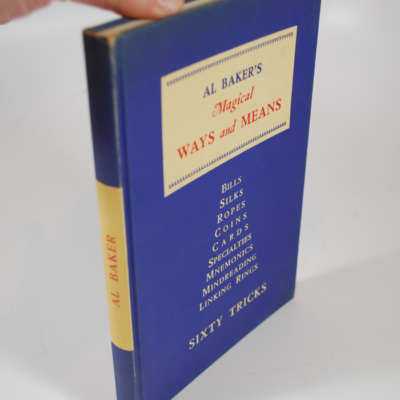 AL BAKER'S
Magical
WAYS and MEANS
BILLS
SILKS
ROPES
COINS
CARDS
SPECIALTIES
MNEMONICS
MINDREADING
LINKING RINGS
SIXTY TRICKS
AL BAKER